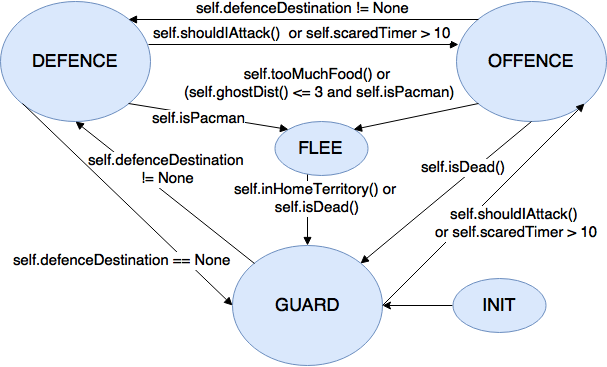 self.defenceDestination != None
self.shouldIAttack() or self.scaredTimer > 10
DEFENCE
OFFENCE
self.tooMuchFood() or
(self.ghostDist() <= 3 and self.isPacman)
self.isPacman
FLEE
self.defenceDestination
!= None
self.isDead()
self.inHomeTerritory() or
self.isDead()
self.shouldIAttack()
or self.scaredTimer > 10
self.defenceDestination == None
GUARD
INIT